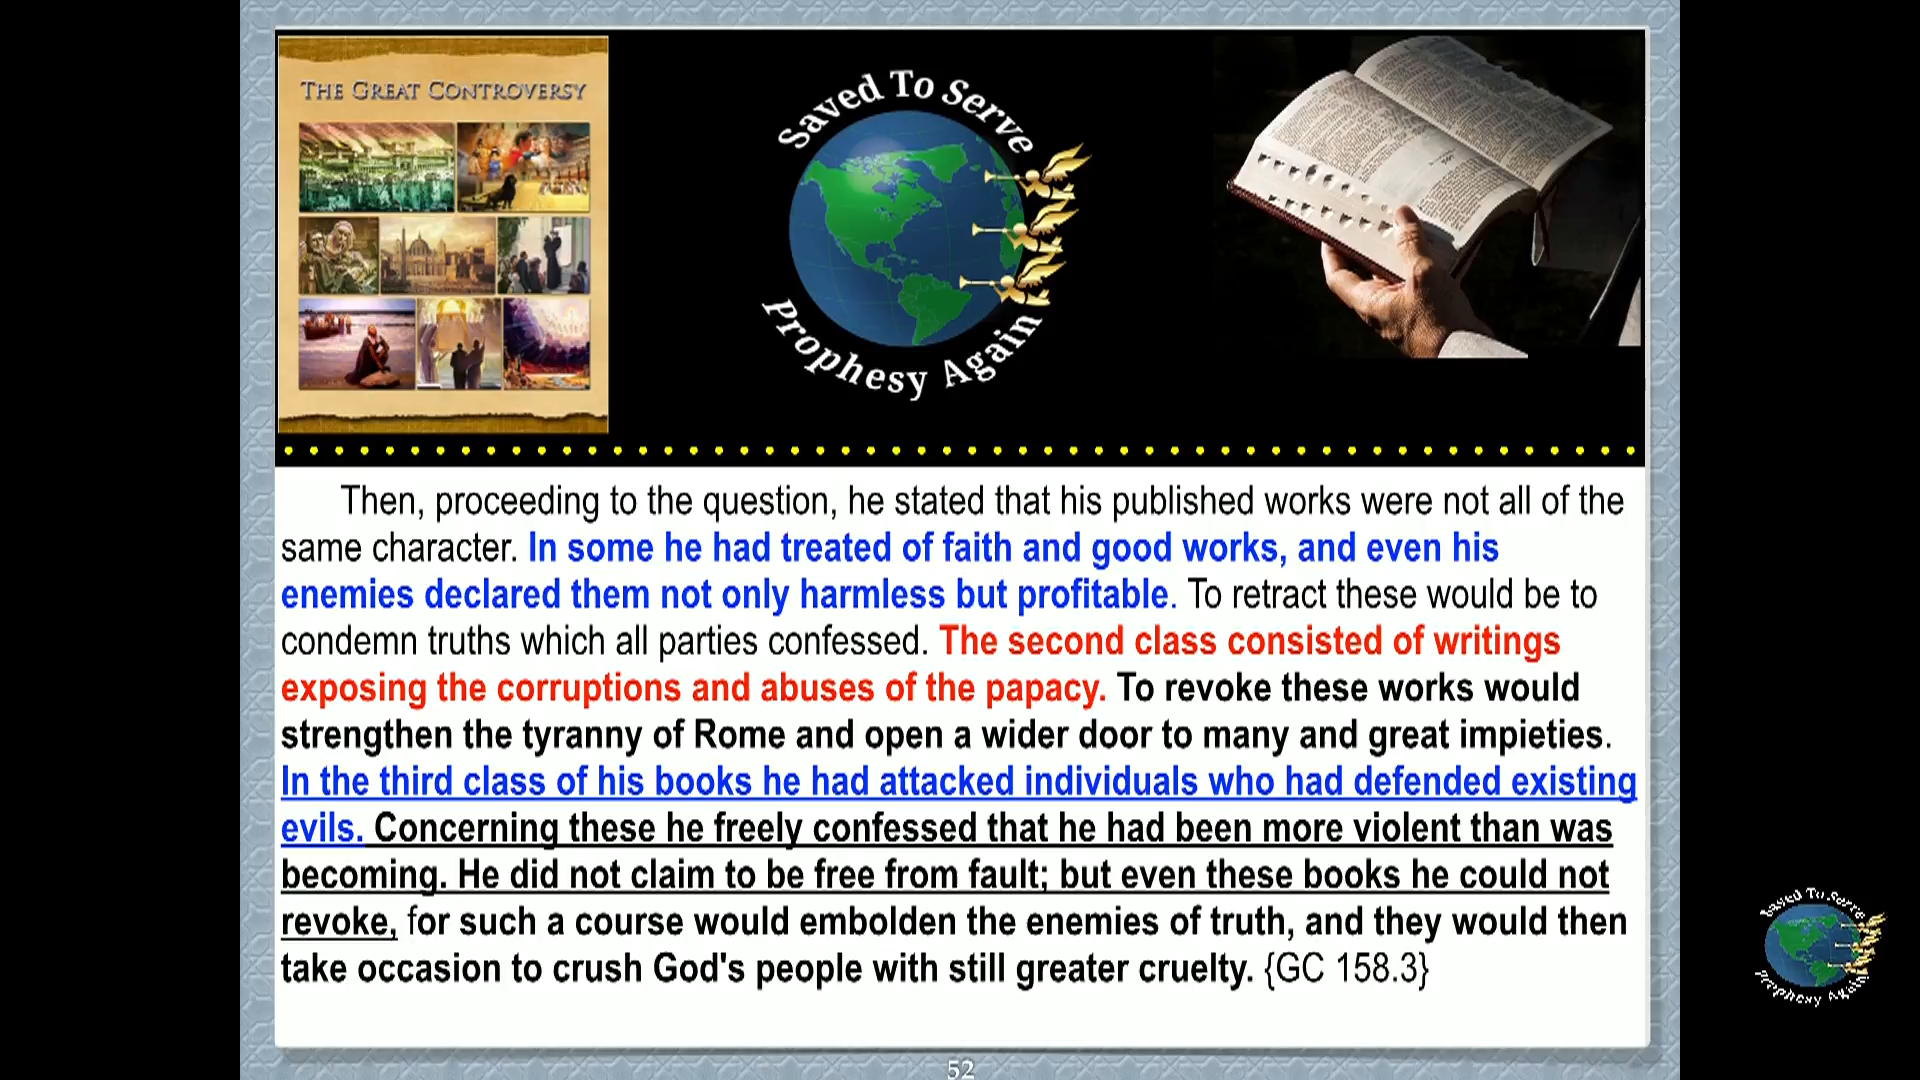 THE GREAT CONTROVERSY
Saved To Serve
Prophesy Again
Then, proceeding to the question, he stated that his published works were not all of the
same character. In some he had treated of faith and good works, and even his
enemies declared them not only harmless but profitable. To retract these would be to
condemn truths which all parties confessed. The second class consisted of writings
exposing the corruptions and abuses of the papacy. To revoke these works would
strengthen the tyranny of Rome and open a wider door to many and great impieties.
In the third class of his books he had attacked individuals who had defended existing
evils. Concerning these he freely confessed that he had been more violent than was
becoming. He did not claim to be free from fault; but even these books he could not
revoke, for such a course would embolden the enemies of truth, and they would then
take occasion to crush God's people with still greater cruelty. {GC 158.3}
Saved To Serve
Prophesy Again
52